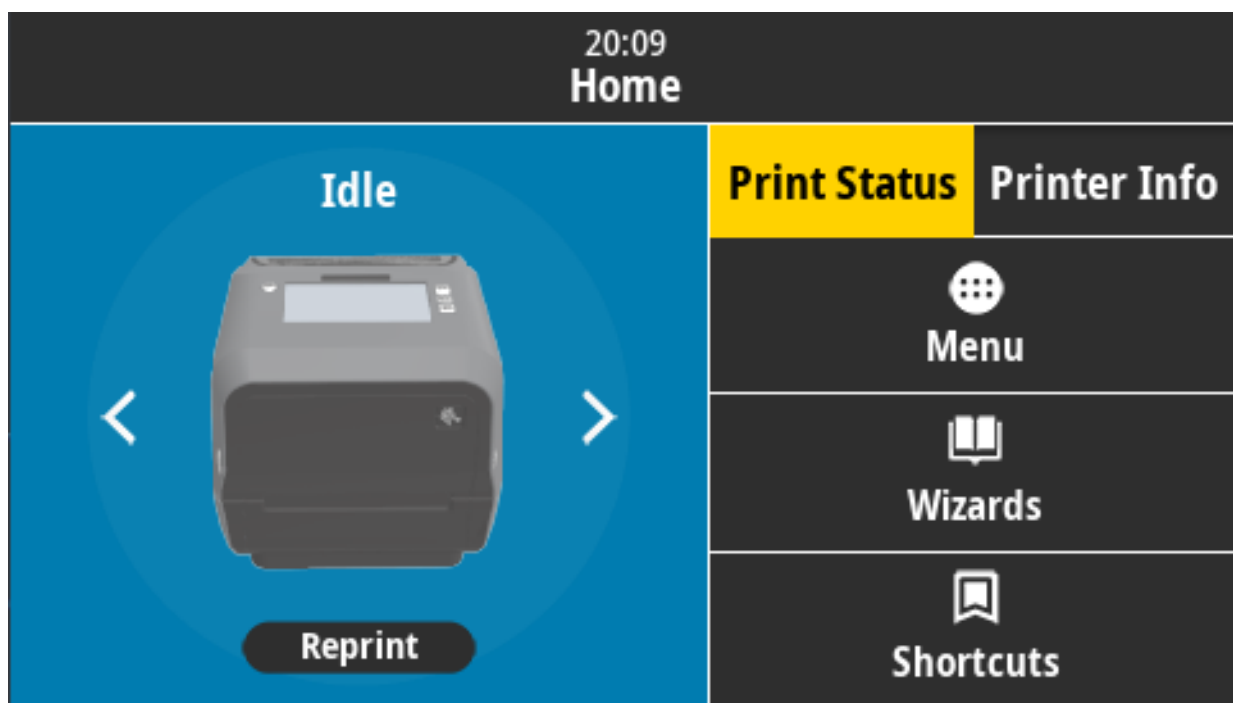 20:09
Home
Idle
Print Status
Printer Info
Menu
Wizards
Shortcuts
Reprint